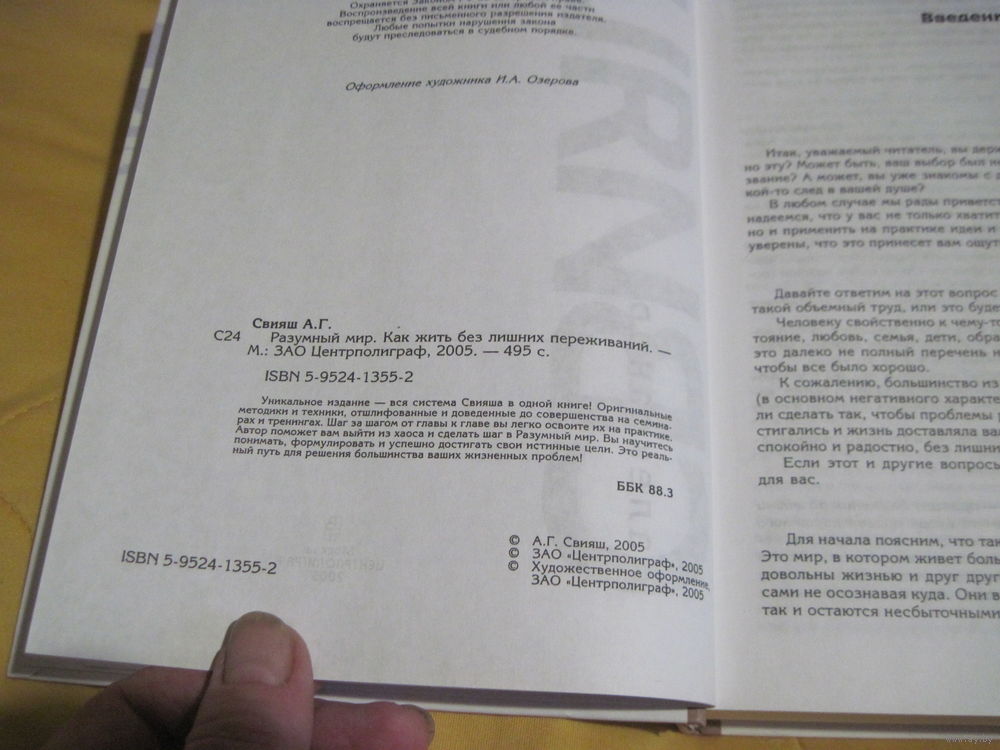 Охраняется Законом
Воспроизведение всей книги или любой ее части
воспрещается без письменного разрешения издателя.
Любые попытки нарушения закона
будут преследоваться в судебном порядке.
Оформление художника И.А. Озерова
Свияш А.Г.
С24 Разумный мир. Как жить без лишних переживаний. —
М.: ЗАО Центрполиграф, 2005. — 495 с.
ISBN 5-9524-1355-2
Уникальное издание — вся система Свияша в одной книге! Оригинальные
методики и техники, отшлифованные и доведенные до совершенства на семина-
рах и тренингах. Шаг за шагом от главы к главе вы легко освоите их на практике.
Автор поможет вам выйти из хаоса и сделать шаг в Разумный мир. Вы научитесь
понимать, формулировать и успешно достигать свои истинные цели. Это реаль-
ный путь для решения большинства ваших жизненных проблем!
ББК 88.3
ISBN 5-9524-1355-2
© А.Г. Свияш, 2005
© ЗАО «Центрполиграф», 2005
© Художественное оформление,
ЗАО «Центрполиграф», 2005
Введени
Итак, уважаемый читатель, вы держ
но эту? Может быть, ваш выбор был н
звание? А может, вы уже знакомы с
кой-то след в вашей душе?
В любом случае мы рады приветс
надеемся, что у вас не только хватит
но и применить на практике идеи и
уверены, что это принесет вам ощут
Давайте ответим на этот вопрос
такой объемный труд, или это буде
Человеку свойственно к чему-то
тояние, любовь, семья, дети, обра
это далеко не полный перечень
чтобы все было хорошо.
К сожалению, большинство из
(в основном негативного характе
ли сделать так, чтобы проблемы
стигались и жизнь доставляла ва
спокойно и радостно, без лишни
Если этот и другие вопросы
для вас.
Для начала поясним, что та
Это мир, в котором живет боль
довольны жизнью и друг друг
сами не осознавая куда. Они в
так и остаются несбыточными